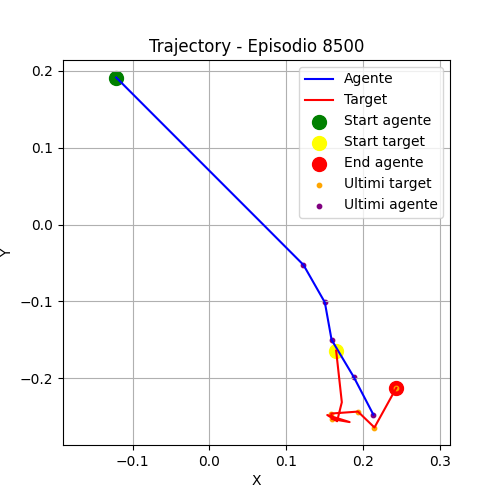 Trajectory - Episodio 8500
Agente
Target
Start agente
Start target
End agente
Ultimi target
Ultimi agente
0.2
0.1
0.0
−0.1
−0.2
Y
−0.1
0.0
0.1
0.2
0.3
X